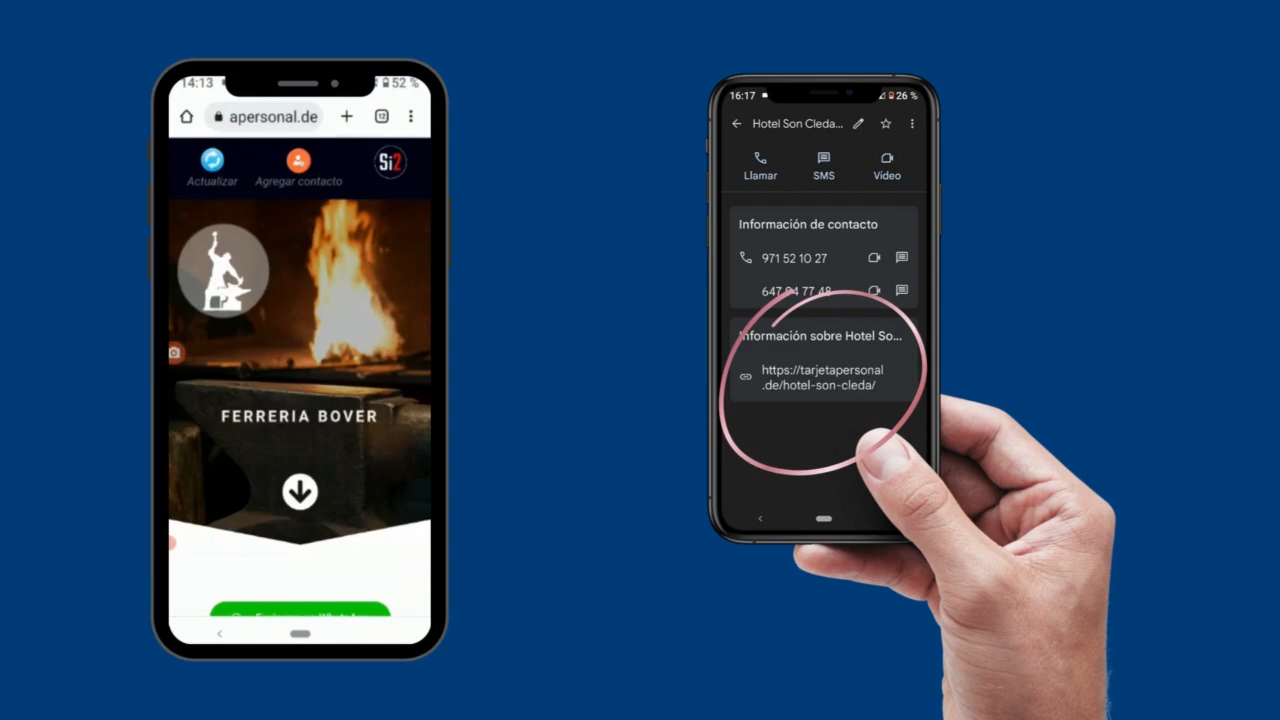 14:13
52 %
apersonal.de
12
Actualizar
Agregar contacto
Si2
FERRERIA BOVER
16:17
26 %
Hotel Son Cleda...
Llamar
SMS
Vídeo
Información de contacto
971 52 10 27
647 94 77 48
Información sobre Hotel So...
https://tarjetapersonal
.de/hotel-son-cleda/